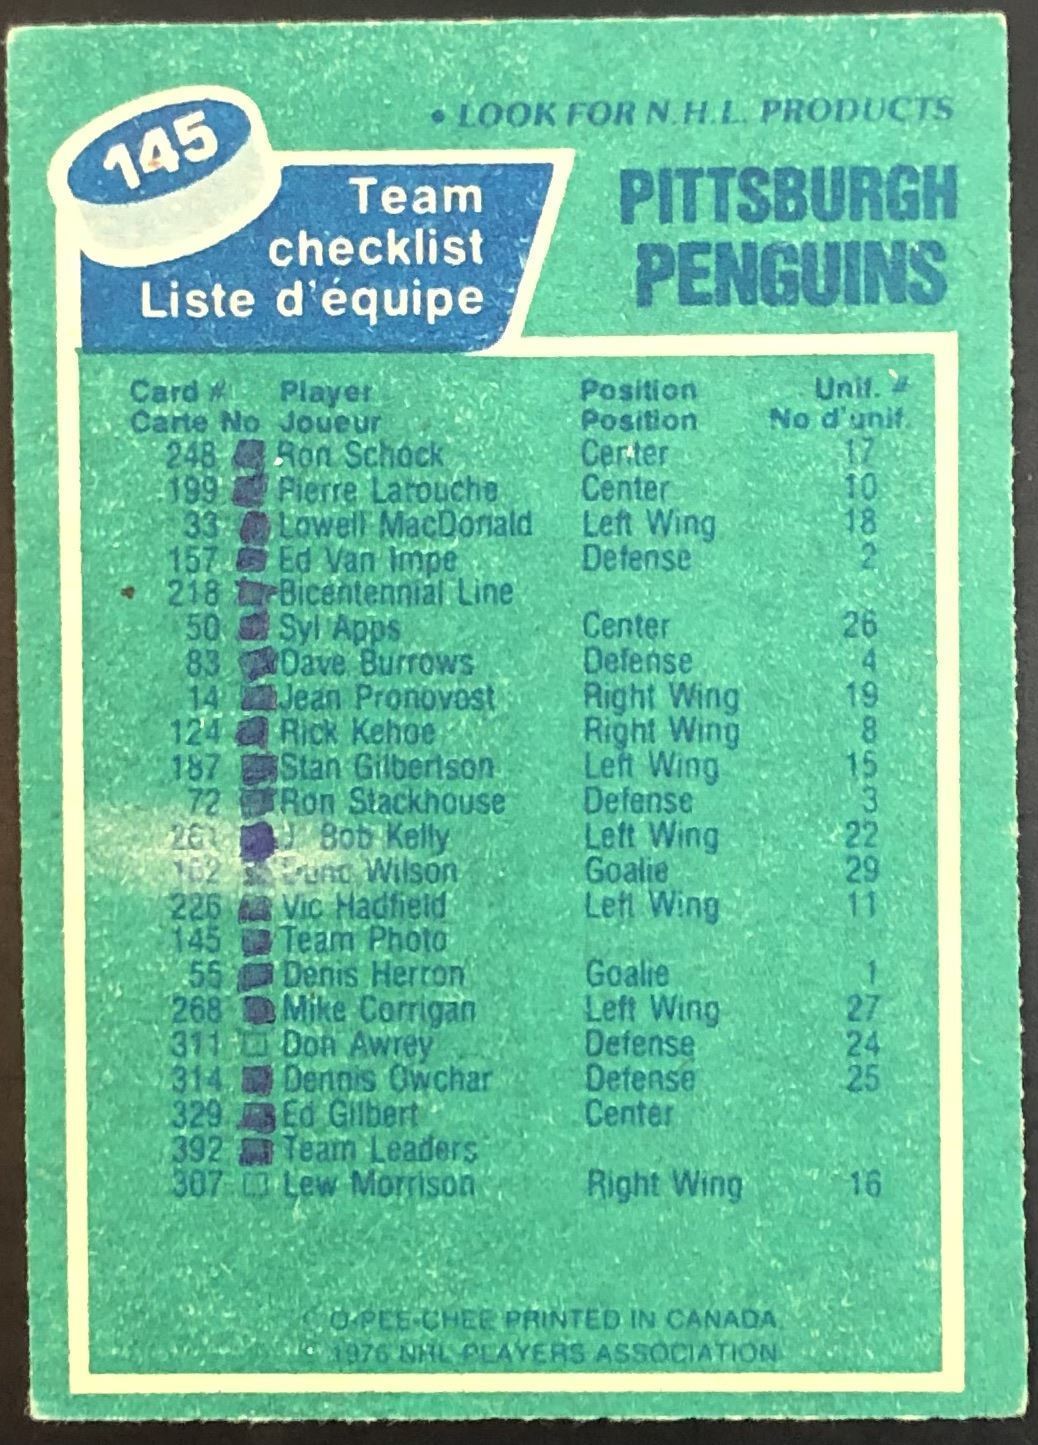 145
• LOOK FOR N.H.L. PRODUCTS
Team
checklist
Liste d'équipe
PITTSBURGH
PENGUINS
Card # Player Position Unif. #
Carte No Joueur Position No d'unif.
248 Ron Schock Center 17
199 Pierre Larouche Center 10
33 Lowell MacDonald Left Wing 18
157 Ed Van Impe Defense 2
218 Bicentennial Line
50 Syl Apps Center 26
83 Dave Burrows Defense 4
14 Jean Pronovost Right Wing 19
124 Rick Kehoe Right Wing 8
187 Stan Gilbertson Left Wing 15
72 Ron Stackhouse Defense 3
261 J. Bob Kelly Left Wing 22
Wilson Goalie 29
226 Vic Hadfield Left Wing 11
145 Team Photo
55 Denis Herron Goalie 1
268 Mike Corrigan Left Wing 27
311 Don Awrey Defense 24
314 Dennis Owchar Defense 25
329 Ed Gilbert Center
392 Team Leaders
307 Lew Morrison Right Wing 16
© O-PEE-CHEE PRINTED IN CANADA
© 1976 NHL PLAYERS ASSOCIATION